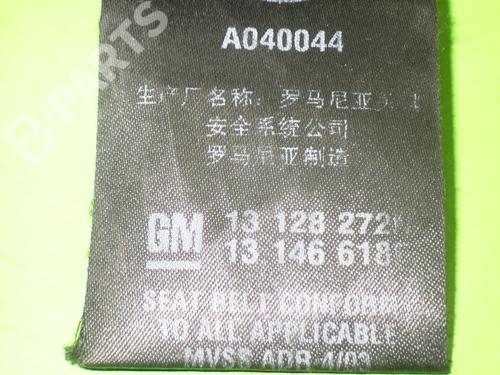 A040044
生产厂名称: 罗马尼亚
安全系统公司
罗马尼亚制造
GM
13 128 272
13 146 618
SEAT BELT CONFORMS
TO ALL APPLICABLE
MVSS ADR 4/03
B-PARTS